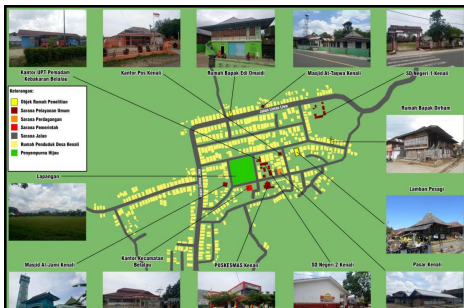 Kantor UPT Pemadam
Kebakaran Belalau
Kantor Pos Kenali
Rumah Bapak Edi Dmaidi
Masjid At-Taqwa Kenali
SD Negeri 1 Kenali
Keterangan:
Objek Rumah Penelitian
Sarana Pelayanan Umum
Sarana Perdagangan
Sarana Pemerintah
Sarana Jalan
Rumah Penduduk Desa Kenali
Penyempurna Hijau
Rumah Bapak Dirham
Lapangan
Lamban Pesagi
Masjid Al-Jami Kenali
Kantor Kecamatan
Belalau
PUSKESMAS Kenali
SD Negeri 2 Kenali
Pasar Kenali